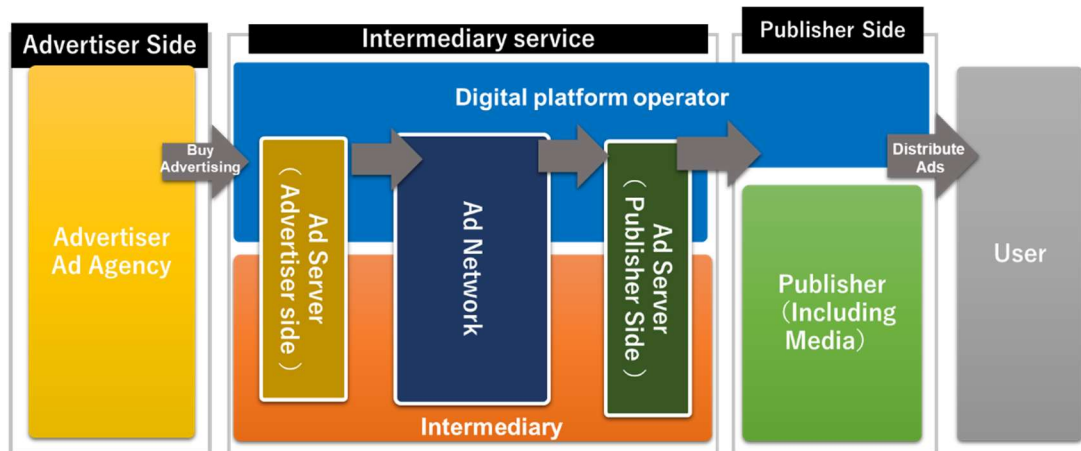 Advertiser Side
Intermediary service
Publisher Side
Digital platform operator
Buy
Advertising
Distribute
Ads
Advertiser
Ad Agency
Ad Server
（Advertiser side）
Ad Network
Ad Server
（Publisher Side）
Publisher
（Including
Media）
User
Intermediary